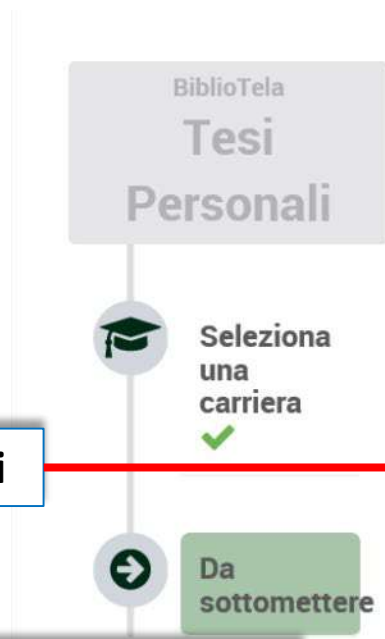 BiblioTela
Tesi
Personali
Seleziona
una
carriera
i
Da
sottomettere